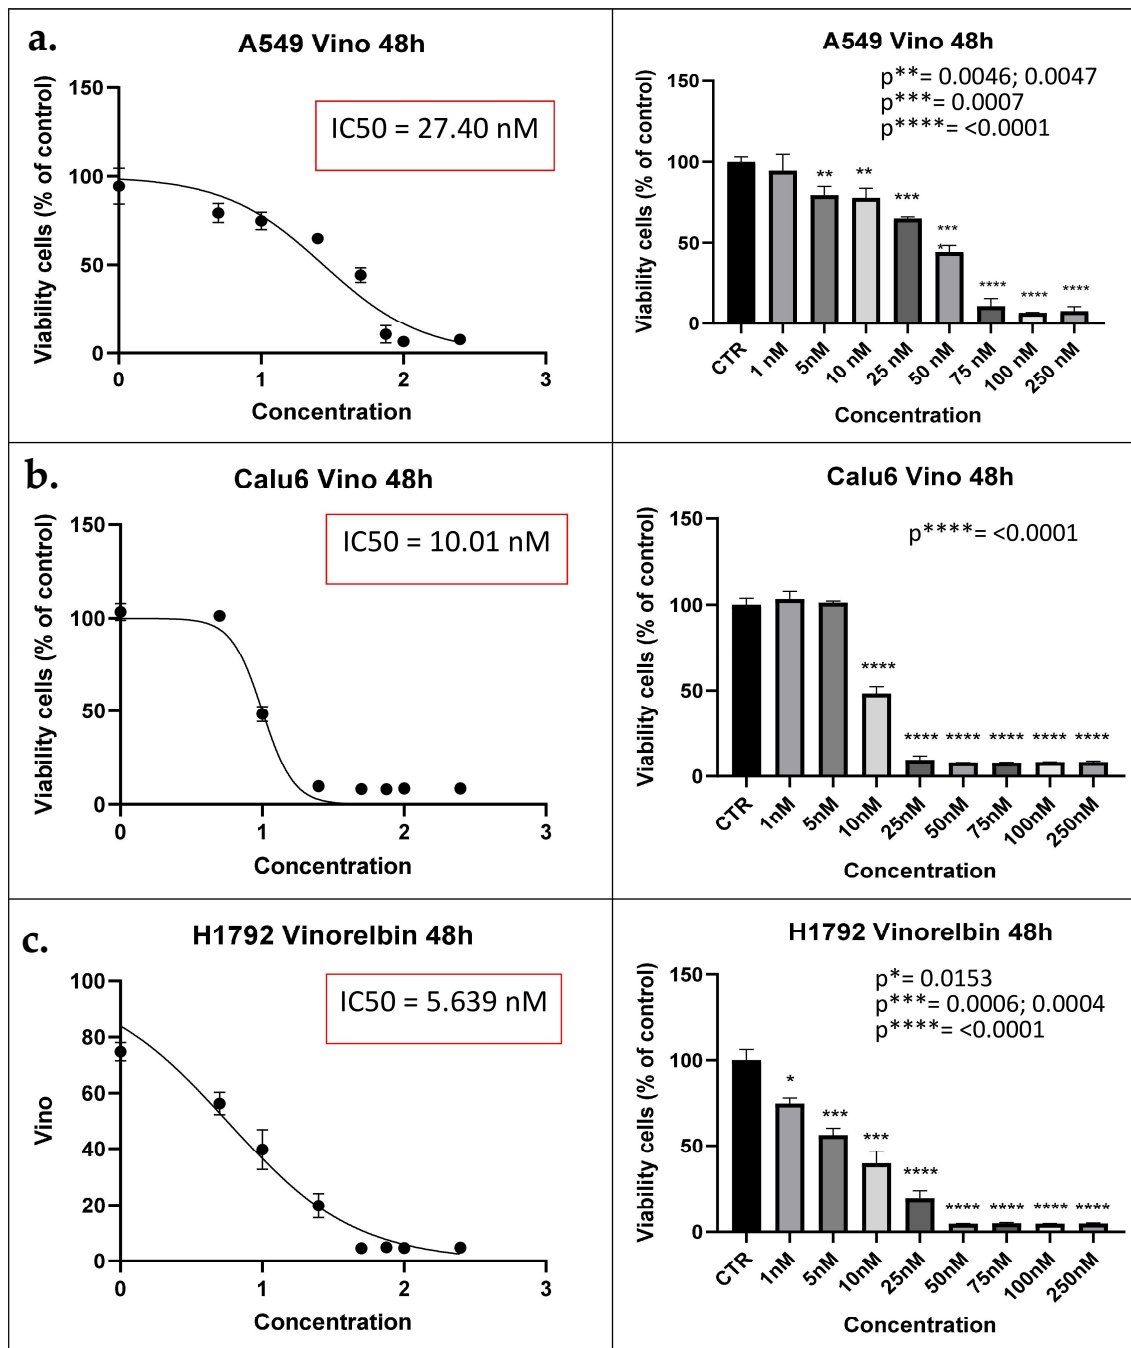 a.
A549 Vino 48h
IC50 = 27.40 nM
Viability cells (% of control)
150
100
50
0
0 1 2 3
Concentration
A549 Vino 48h
p**= 0.0046; 0.0047
p***= 0.0007
p****= <0.0001
Viability cells (% of control)
150
100
50
0
** ** *** *** * **** **** ****
CTR 1 nM 5nM 10 nM 25 nM 50 nM 75 nM 100 nM 250 nM
Concentration
b.
Calu6 Vino 48h
IC50 = 10.01 nM
Viability cells (% of control)
150
100
50
0
0 1 2 3
Concentration
Calu6 Vino 48h
p****= <0.0001
Viability cells (% of control)
150
100
50
0
**** **** **** **** **** ****
CTR 1nM 5nM 10nM 25nM 50nM 75nM 100nM 250nM
Concentration
c.
H1792 Vinorelbin 48h
IC50 = 5.639 nM
Vino
100
80
60
40
20
0
0 1 2 3
Concentration
H1792 Vinorelbin 48h
p*= 0.0153
p***= 0.0006; 0.0004
p****= <0.0001
Viability cells (% of control)
150
100
50
0
* *** *** **** **** **** **** ****
CTR 1nM 5nM 10nM 25nM 50nM 75nM 100nM 250nM
Concentration